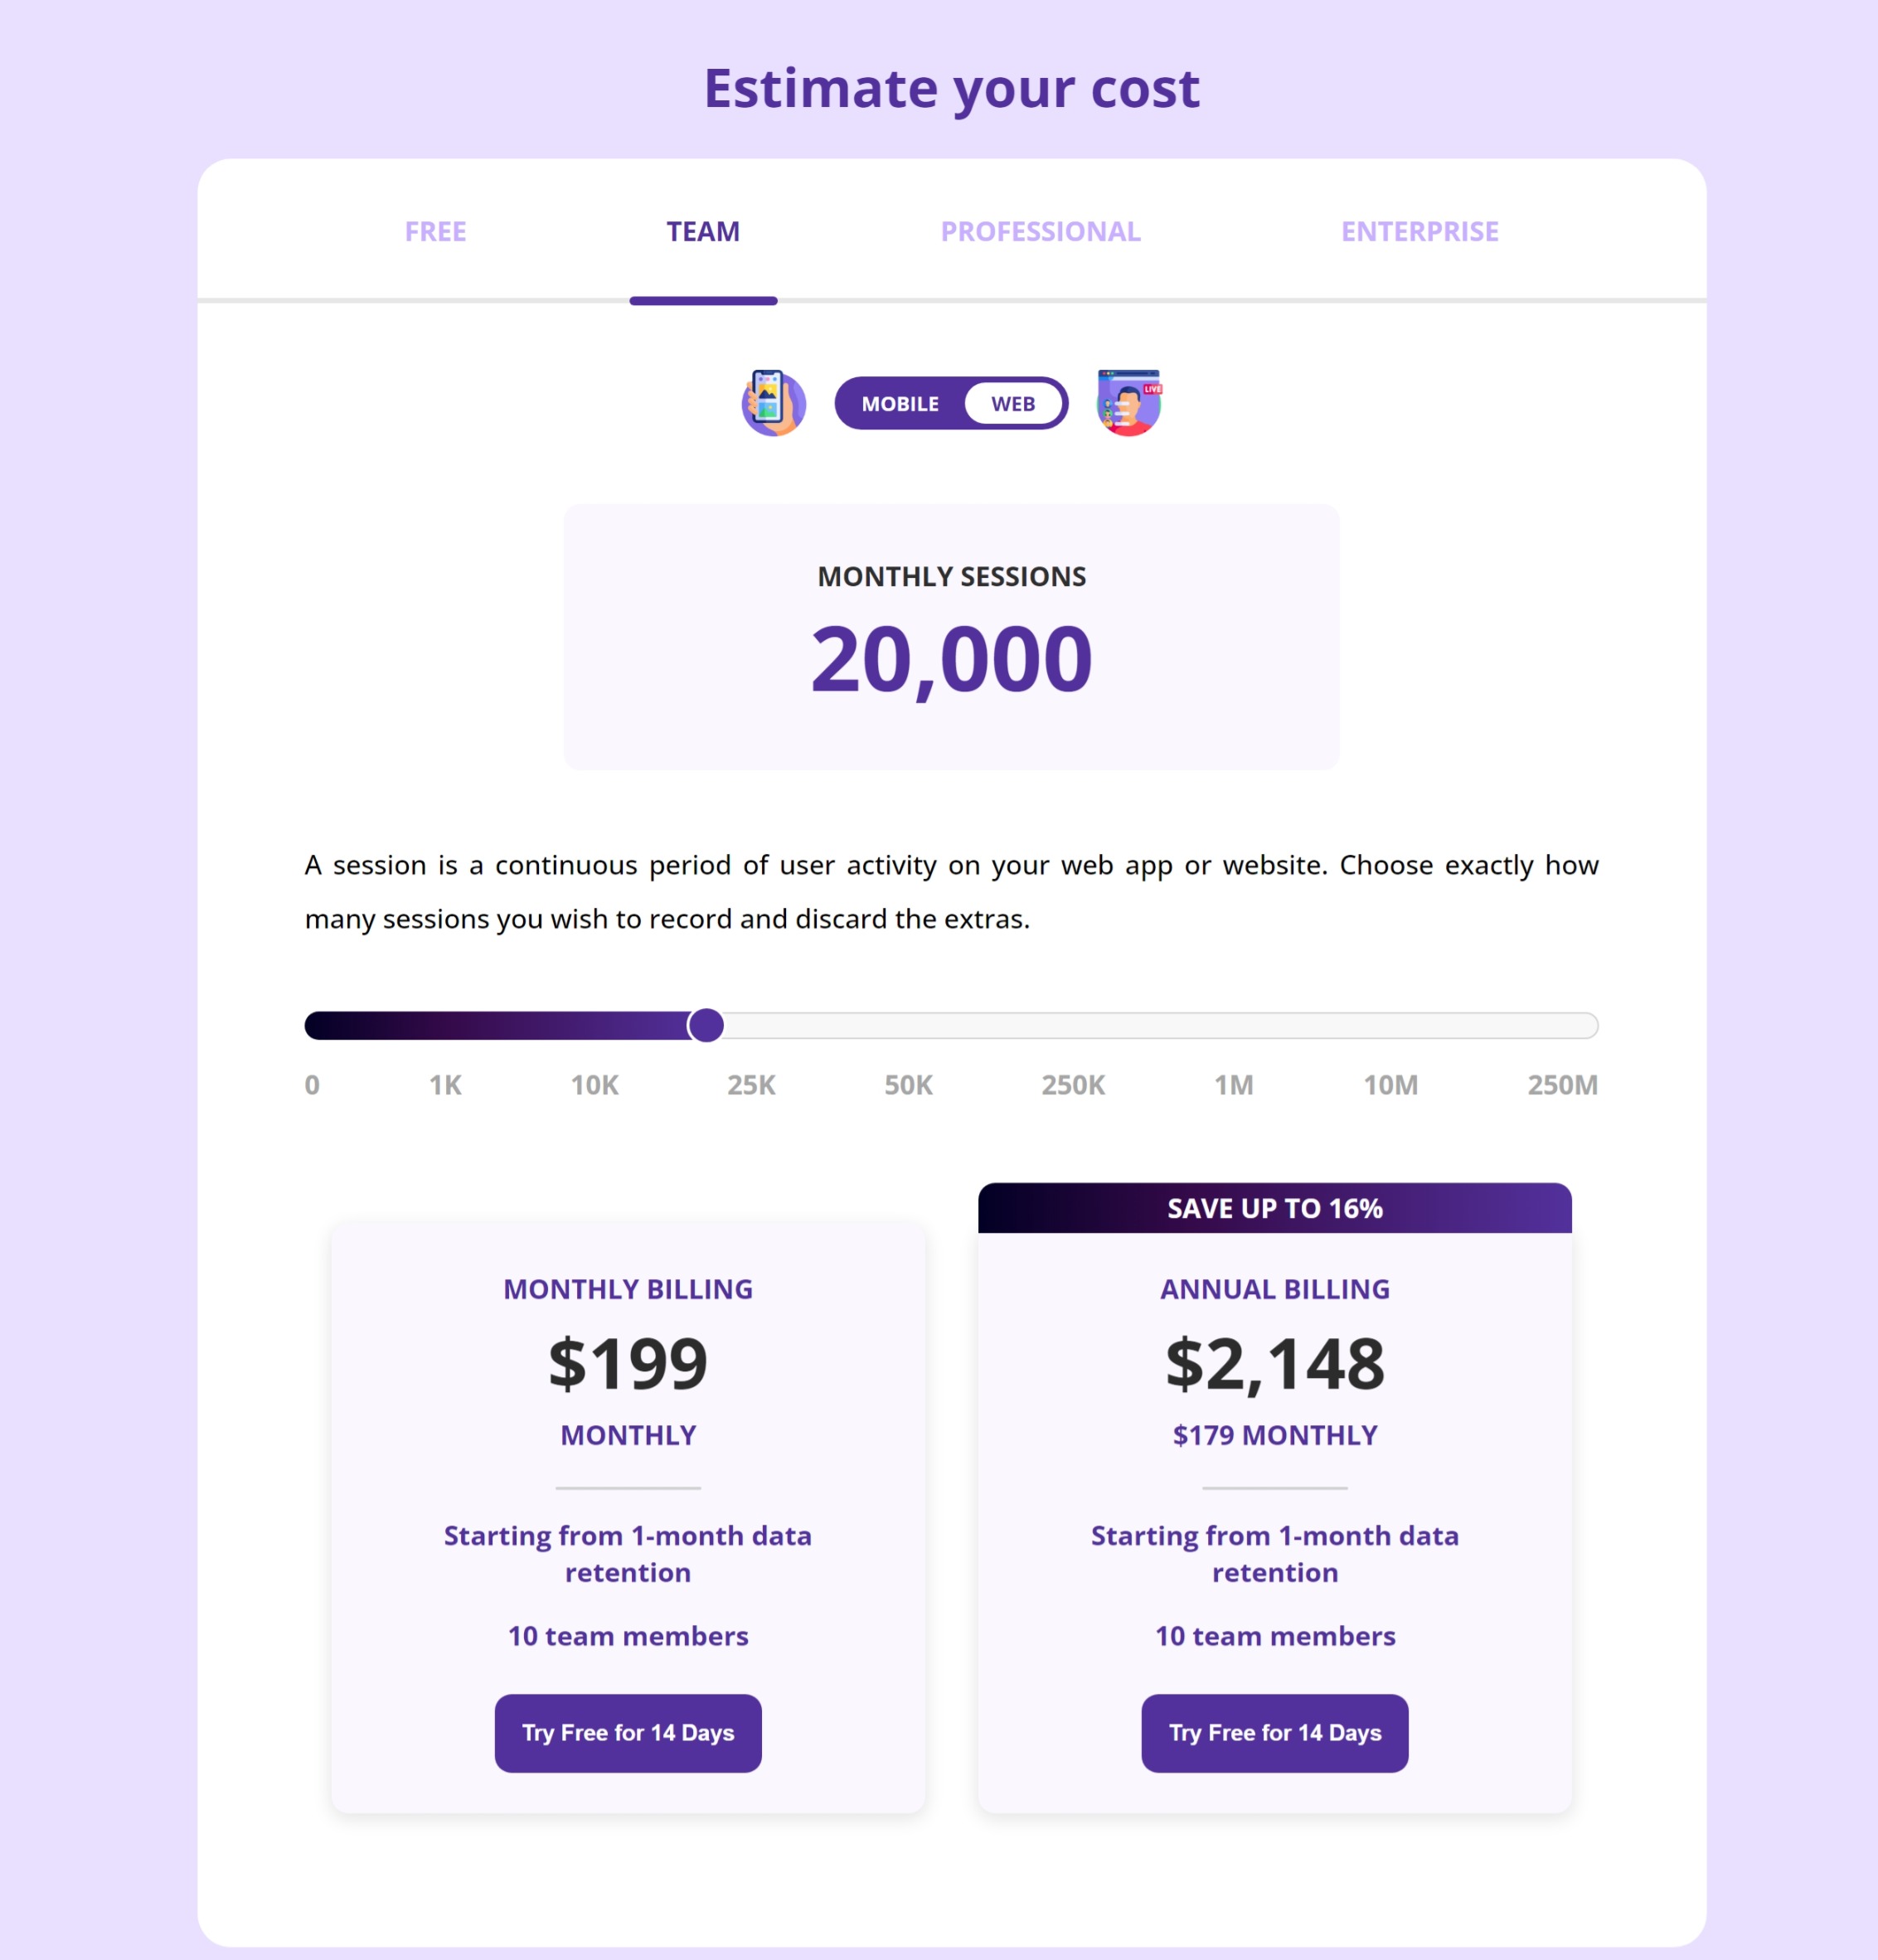 Estimate your cost
FREE
TEAM
PROFESSIONAL
ENTERPRISE
MOBILE
WEB
LIVE
MONTHLY SESSIONS
20,000
A session is a continuous period of user activity on your web app or website. Choose exactly how
many sessions you wish to record and discard the extras.
0
1K
10K
25K
50K
250K
1M
10M
250M
MONTHLY BILLING
$199
MONTHLY
Starting from 1-month data
retention
10 team members
Try Free for 14 Days
SAVE UP TO 16%
ANNUAL BILLING
$2,148
$179 MONTHLY
Starting from 1-month data
retention
10 team members
Try Free for 14 Days